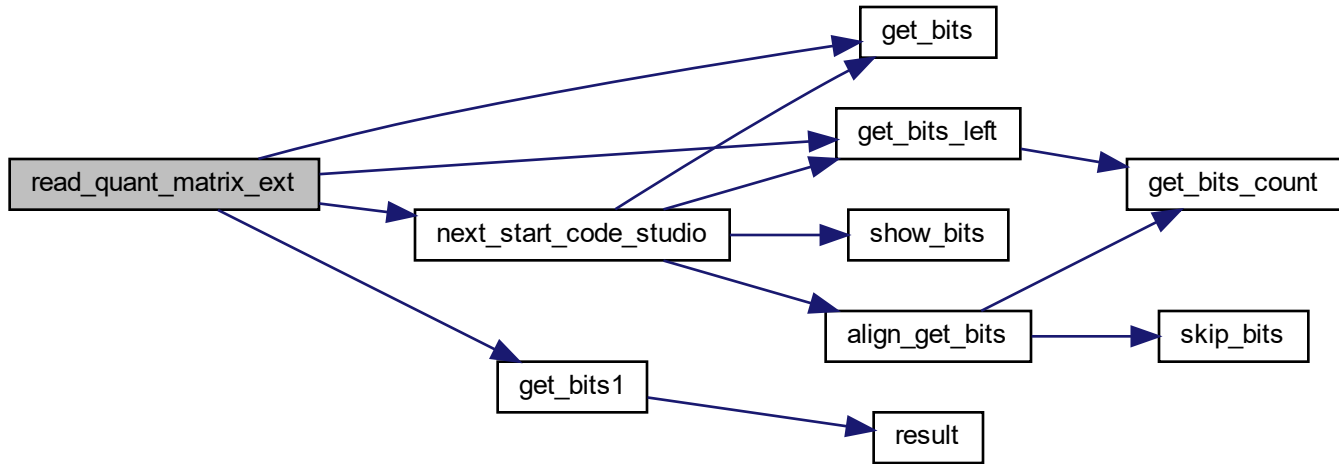 get_bits
get_bits_left
read_quant_matrix_ext
get_bits_count
next_start_code_studio
show_bits
align_get_bits
skip_bits
get_bits1
result